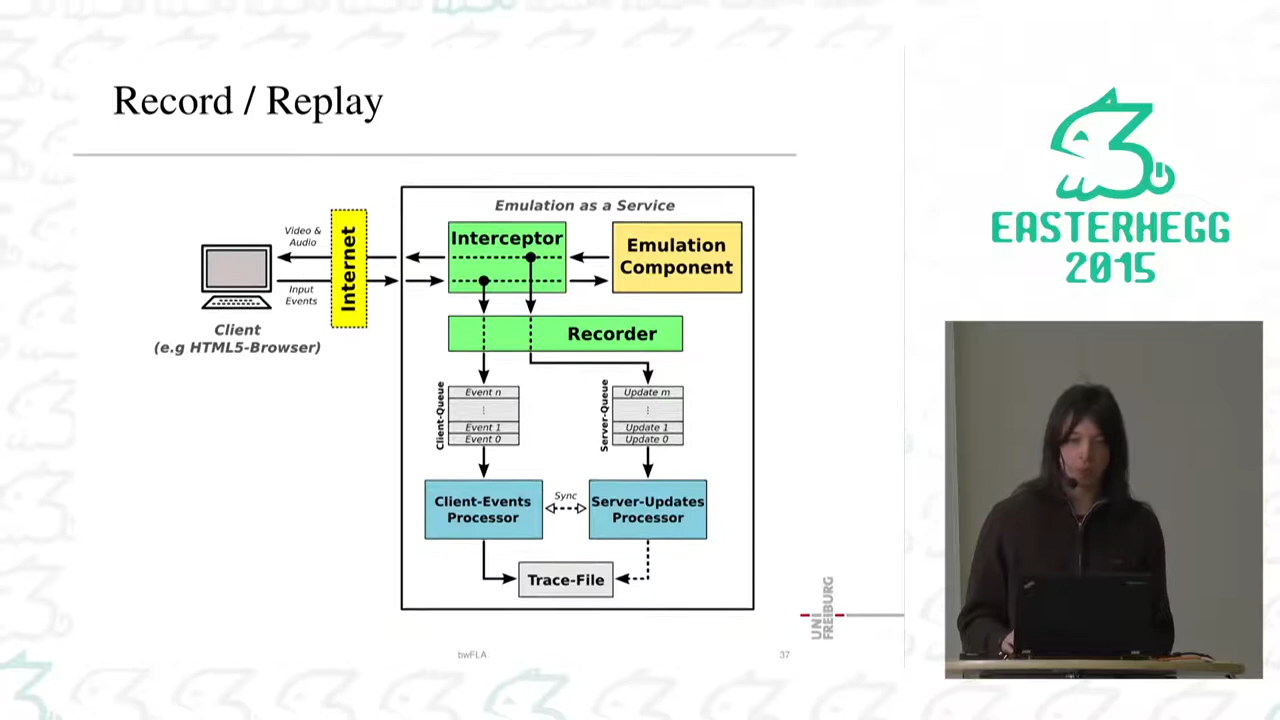 Record / Replay
Emulation as a Service
Video &
Audio
Input
Events
Internet
Client
(e.g HTML5-Browser)
Interceptor
Emulation
Component
Recorder
Client-Queue
Event n
⋮
Event 1
Event 0
Server-Queue
Update m
⋮
Update 1
Update 0
Client-Events
Processor
Sync
Server-Updates
Processor
Trace-File
UNI
FREIBURG
bwFLA
37
EASTERHEGG
2015